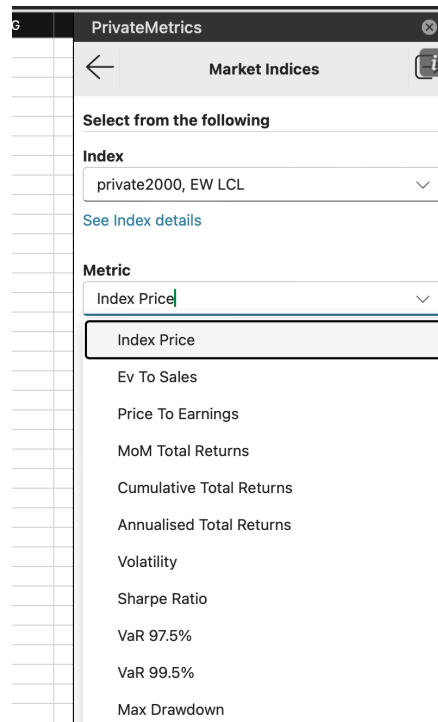 G
PrivateMetrics
Market Indices
Select from the following
Index
private2000, EW LCL
See Index details
Metric
Index Price
Index Price
Ev To Sales
Price To Earnings
MoM Total Returns
Cumulative Total Returns
Annualised Total Returns
Volatility
Sharpe Ratio
VaR 97.5%
VaR 99.5%
Max Drawdown